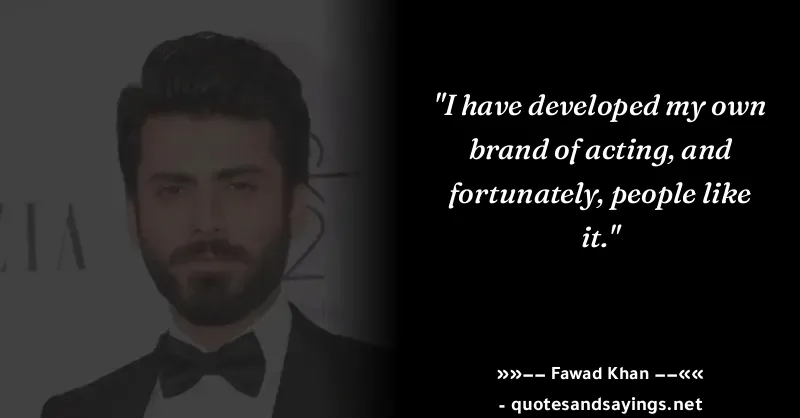 "I have developed my own
brand of acting, and
fortunately, people like
it."
»»–– Fawad Khan ––««
- quotesandsayings.net